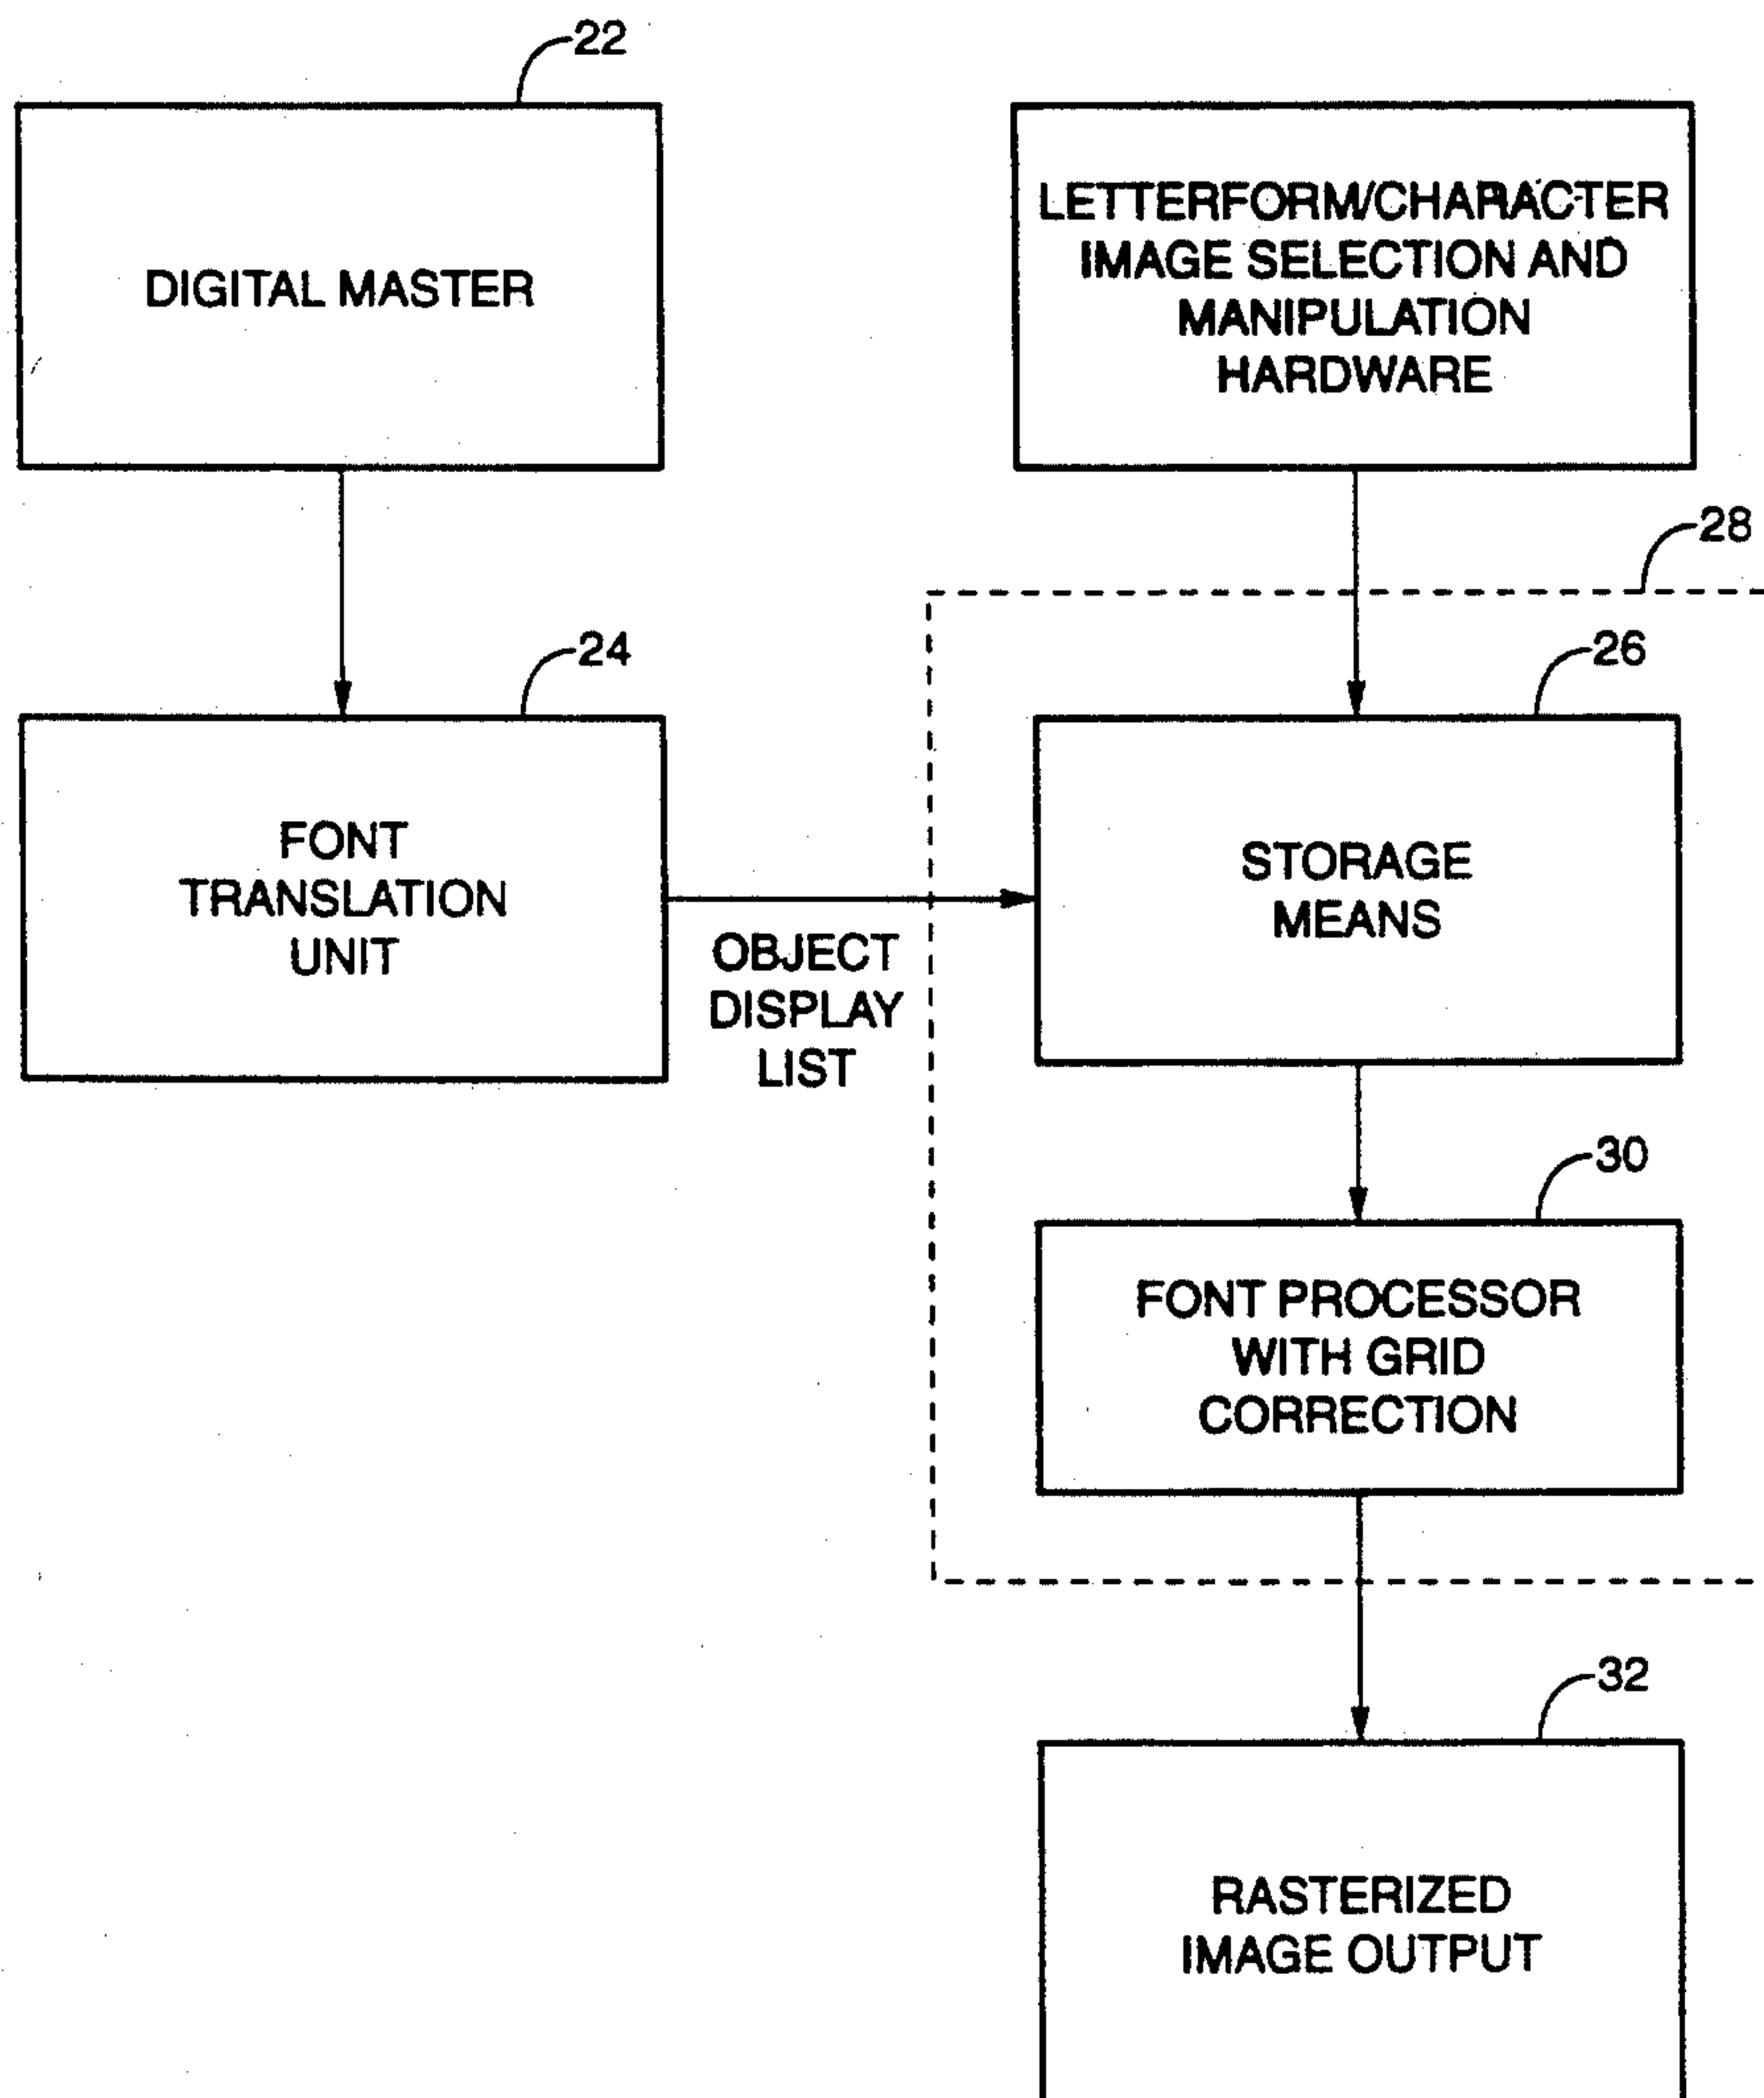 22
DIGITAL MASTER
LETTERFORM/CHARACTER
IMAGE SELECTION AND
MANIPULATION
HARDWARE
28
24
26
FONT
TRANSLATION
UNIT
OBJECT
DISPLAY
LIST
STORAGE
MEANS
30
FONT PROCESSOR
WITH GRID
CORRECTION
32
RASTERIZED
IMAGE OUTPUT